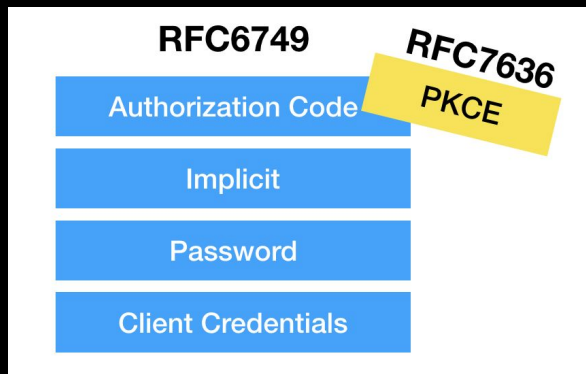 RFC6749
RFC7636
Authorization Code
PKCE
Implicit
Password
Client Credentials